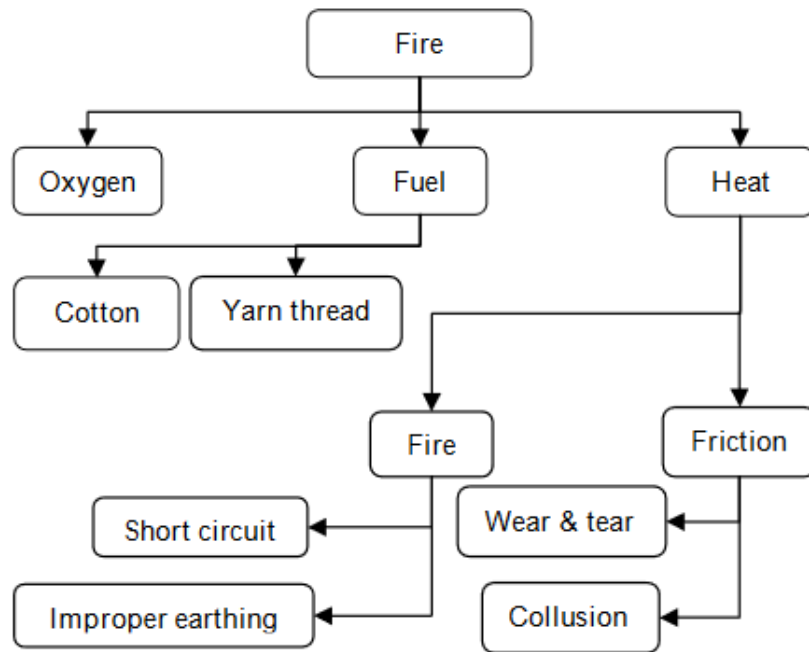 Fire
Oxygen
Fuel
Heat
Cotton
Yarn thread
Fire
Friction
Short circuit
Wear & tear
Improper earthing
Collusion